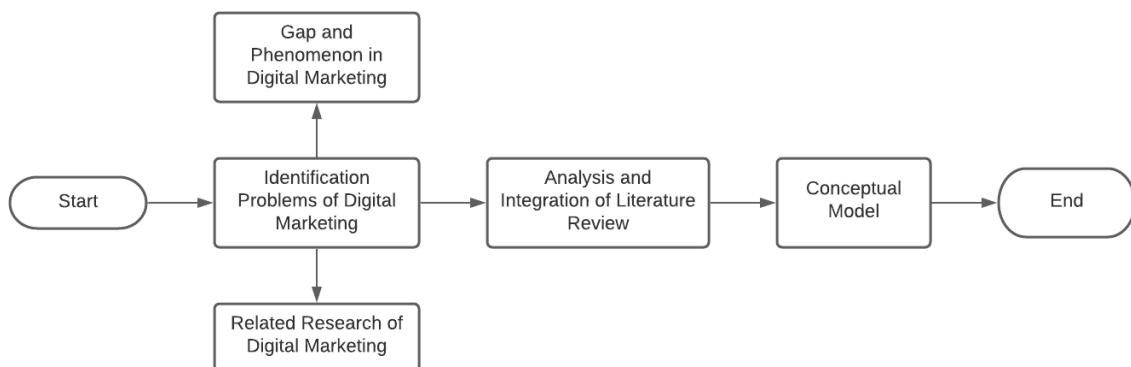 Gap and
Phenomenon in
Digital Marketing
Start
Identification
Problems of Digital
Marketing
Analysis and
Integration of Literature
Review
Conceptual
Model
End
Related Research of
Digital Marketing